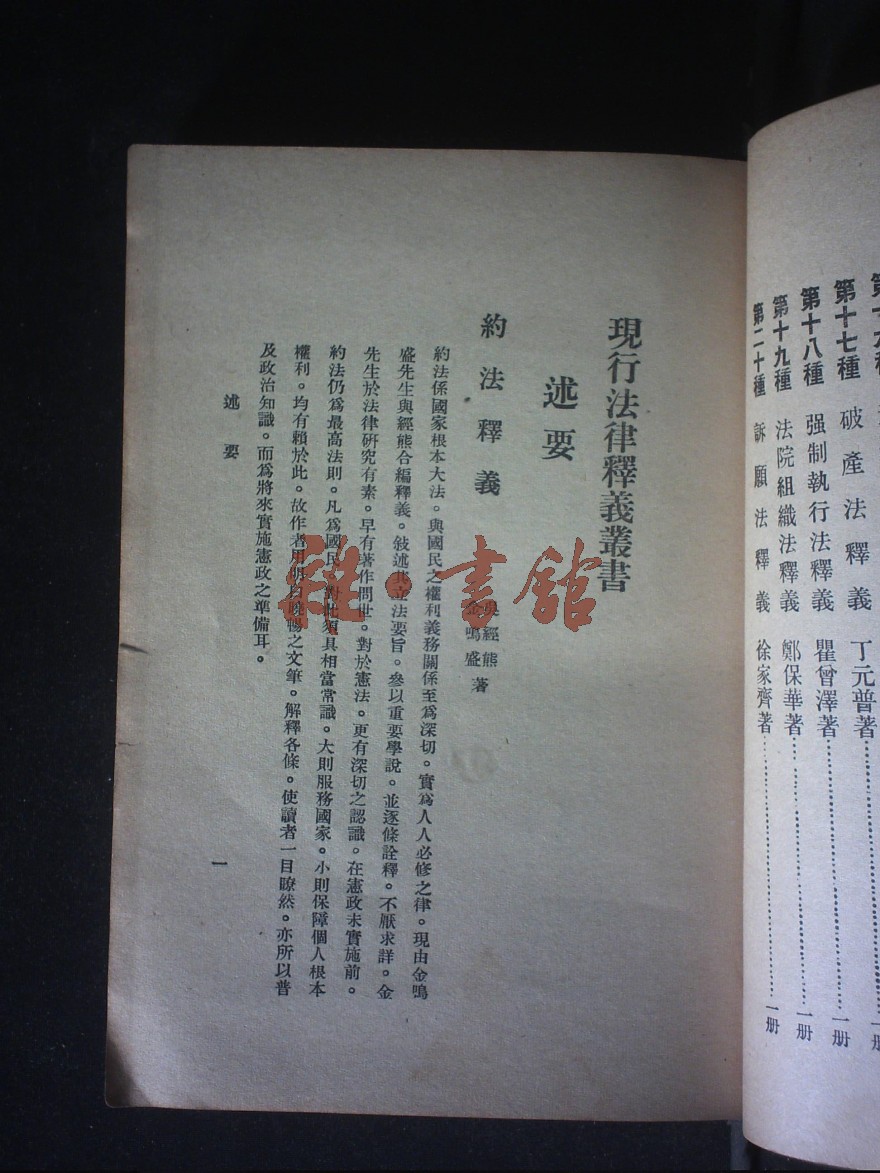 第十七種 破產法釋義 丁元普著 一册
第十八種 强制執行法釋義 瞿曾澤著 一册
第十九種 法院組織法釋義 鄭保華著 一册
第二十種 訴願法釋義 徐家齊著 一册
現行法律釋義叢書
述要
約法釋義
吳經熊
金鳴盛 著
約法係國家根本大法。與國民之權利義務關係至爲深切。實爲人人必修之律。現由金鳴
盛先生與經熊合編釋義。敍述其立法要旨。參以重要學說。並逐條詮釋。不厭求詳。金
先生於法律研究有素。早有著作問世。對於憲法。更有深切之認識。在憲政未實施前。
約法仍爲最高法則。凡爲國民。對此須具相當常識。大則服務國家。小則保障個人根本
權利。均有賴於此。故作者用明白曉暢之文筆。解釋各條。使讀者一目瞭然。亦所以普
及政治知識。而爲將來實施憲政之準備耳。
述要
一
書館